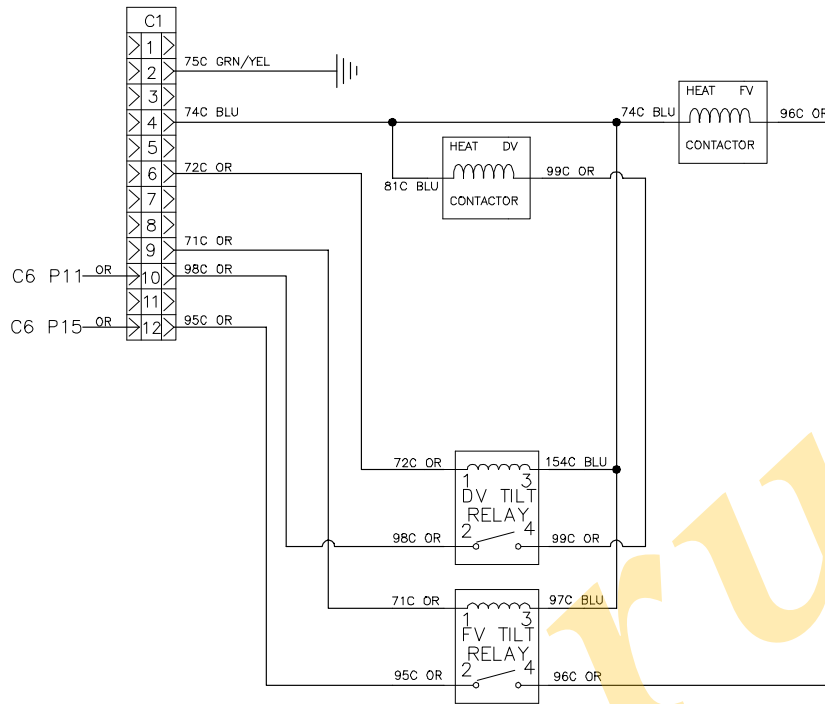 C1
1
2
75C GRN/YEL
3
4
74C BLU
74C BLU
HEAT FV
CONTACTOR
96C OR
5
HEAT DV
CONTACTOR
81C BLU
99C OR
6
72C OR
7
8
9
71C OR
C6 P11
OR
10
98C OR
11
C6 P15
OR
12
95C OR
72C OR
154C BLU
1 3
DV TILT
RELAY
2 4
98C OR
99C OR
71C OR
97C BLU
1 3
FV TILT
RELAY
2 4
95C OR
96C OR
ru